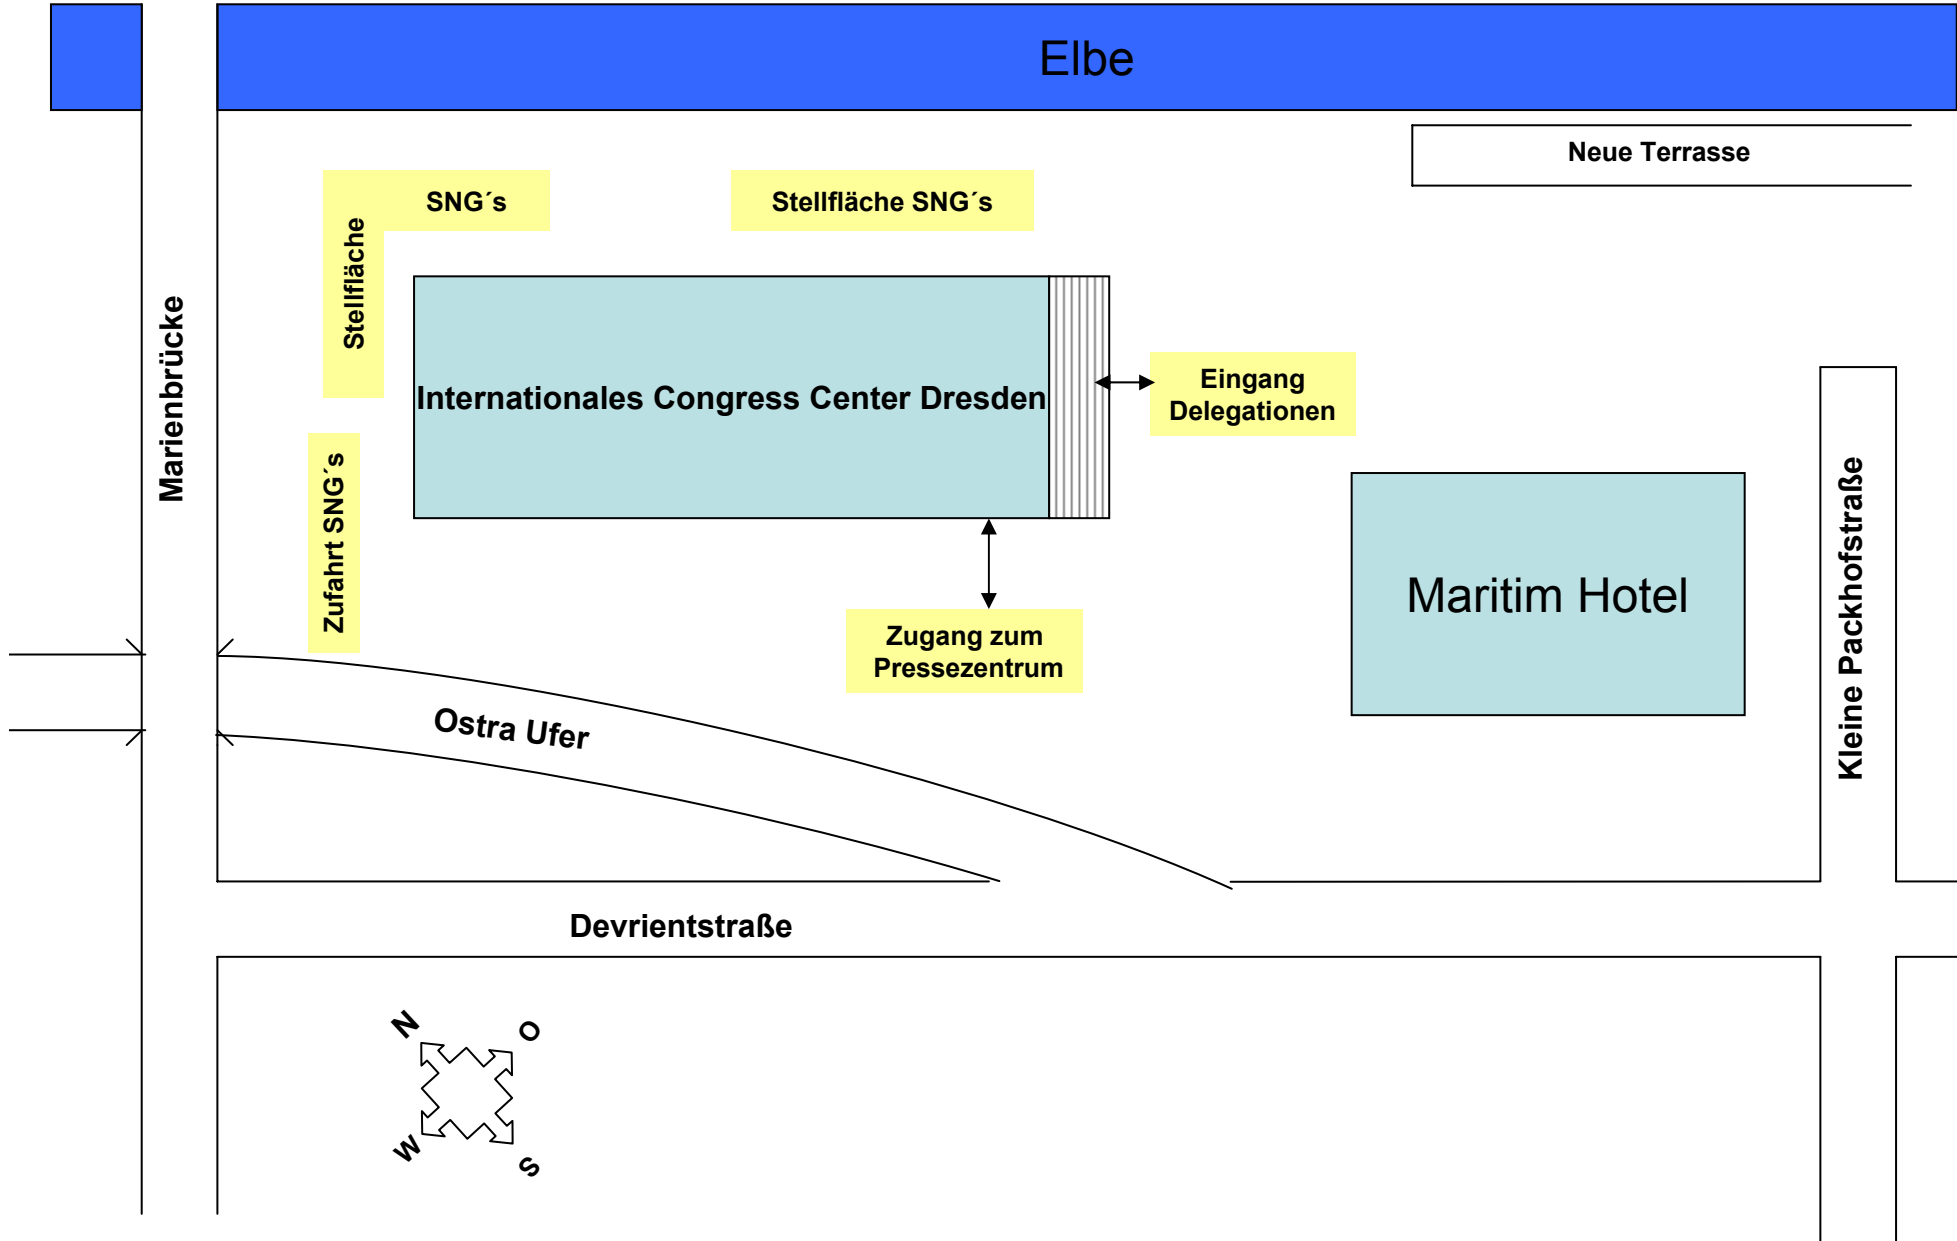 Elbe
Neue Terrasse
SNG´s
Stellfläche SNG´s
Stellfläche
Marienbrücke
Internationales Congress Center Dresden
Eingang
Delegationen
Zufahrt SNG´s
Maritim Hotel
Kleine Packhofstraße
Zugang zum
Pressezentrum
Ostra Ufer
Devrientstraße
N
O
W
S